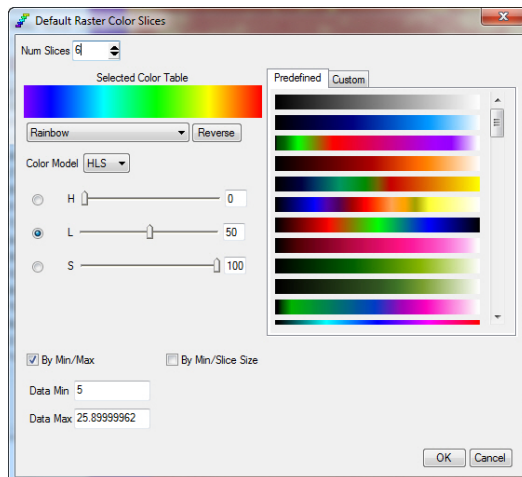 Default Raster Color Slices
Num Slices 6
Selected Color Table
Rainbow Reverse
Color Model HLS
H 0
L 50
S 100
Predefined Custom
By Min/Max By Min/Slice Size
Data Min 5
Data Max 25.89999962
OK Cancel